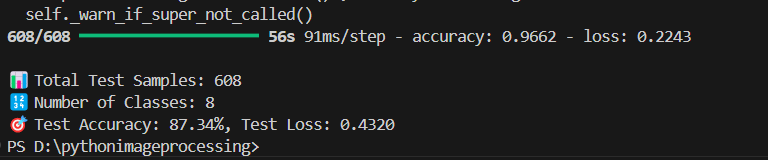 self._warn_if_super_not_called()
608/608 ━━━━━━━━━━━━━━━━━━━━ 56s 91ms/step - accuracy: 0.9662 - loss: 0.2243
📊 Total Test Samples: 608
🔢 Number of Classes: 8
🎯 Test Accuracy: 87.34%, Test Loss: 0.4320
PS D:\pythonimageprocessing>